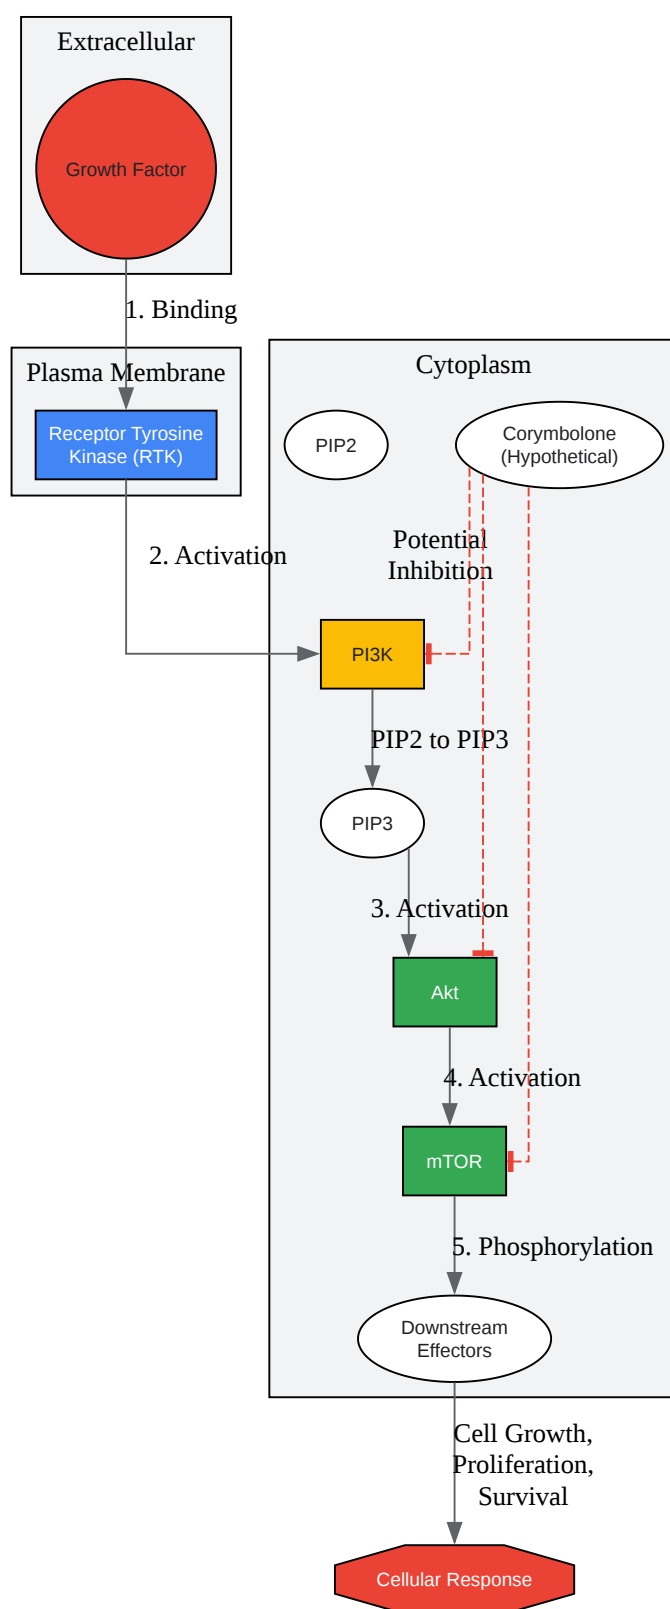 Extracellular
Growth Factor
1. Binding
Plasma Membrane
Receptor Tyrosine
Kinase (RTK)
2. Activation
Cytoplasm
PIP2
Corymbolone
(Hypothetical)
Potential
Inhibition
PI3K
PIP2 to PIP3
PIP3
3. Activation
Akt
4. Activation
mTOR
5. Phosphorylation
Downstream
Effectors
Cell Growth,
Proliferation,
Survival
Cellular Response